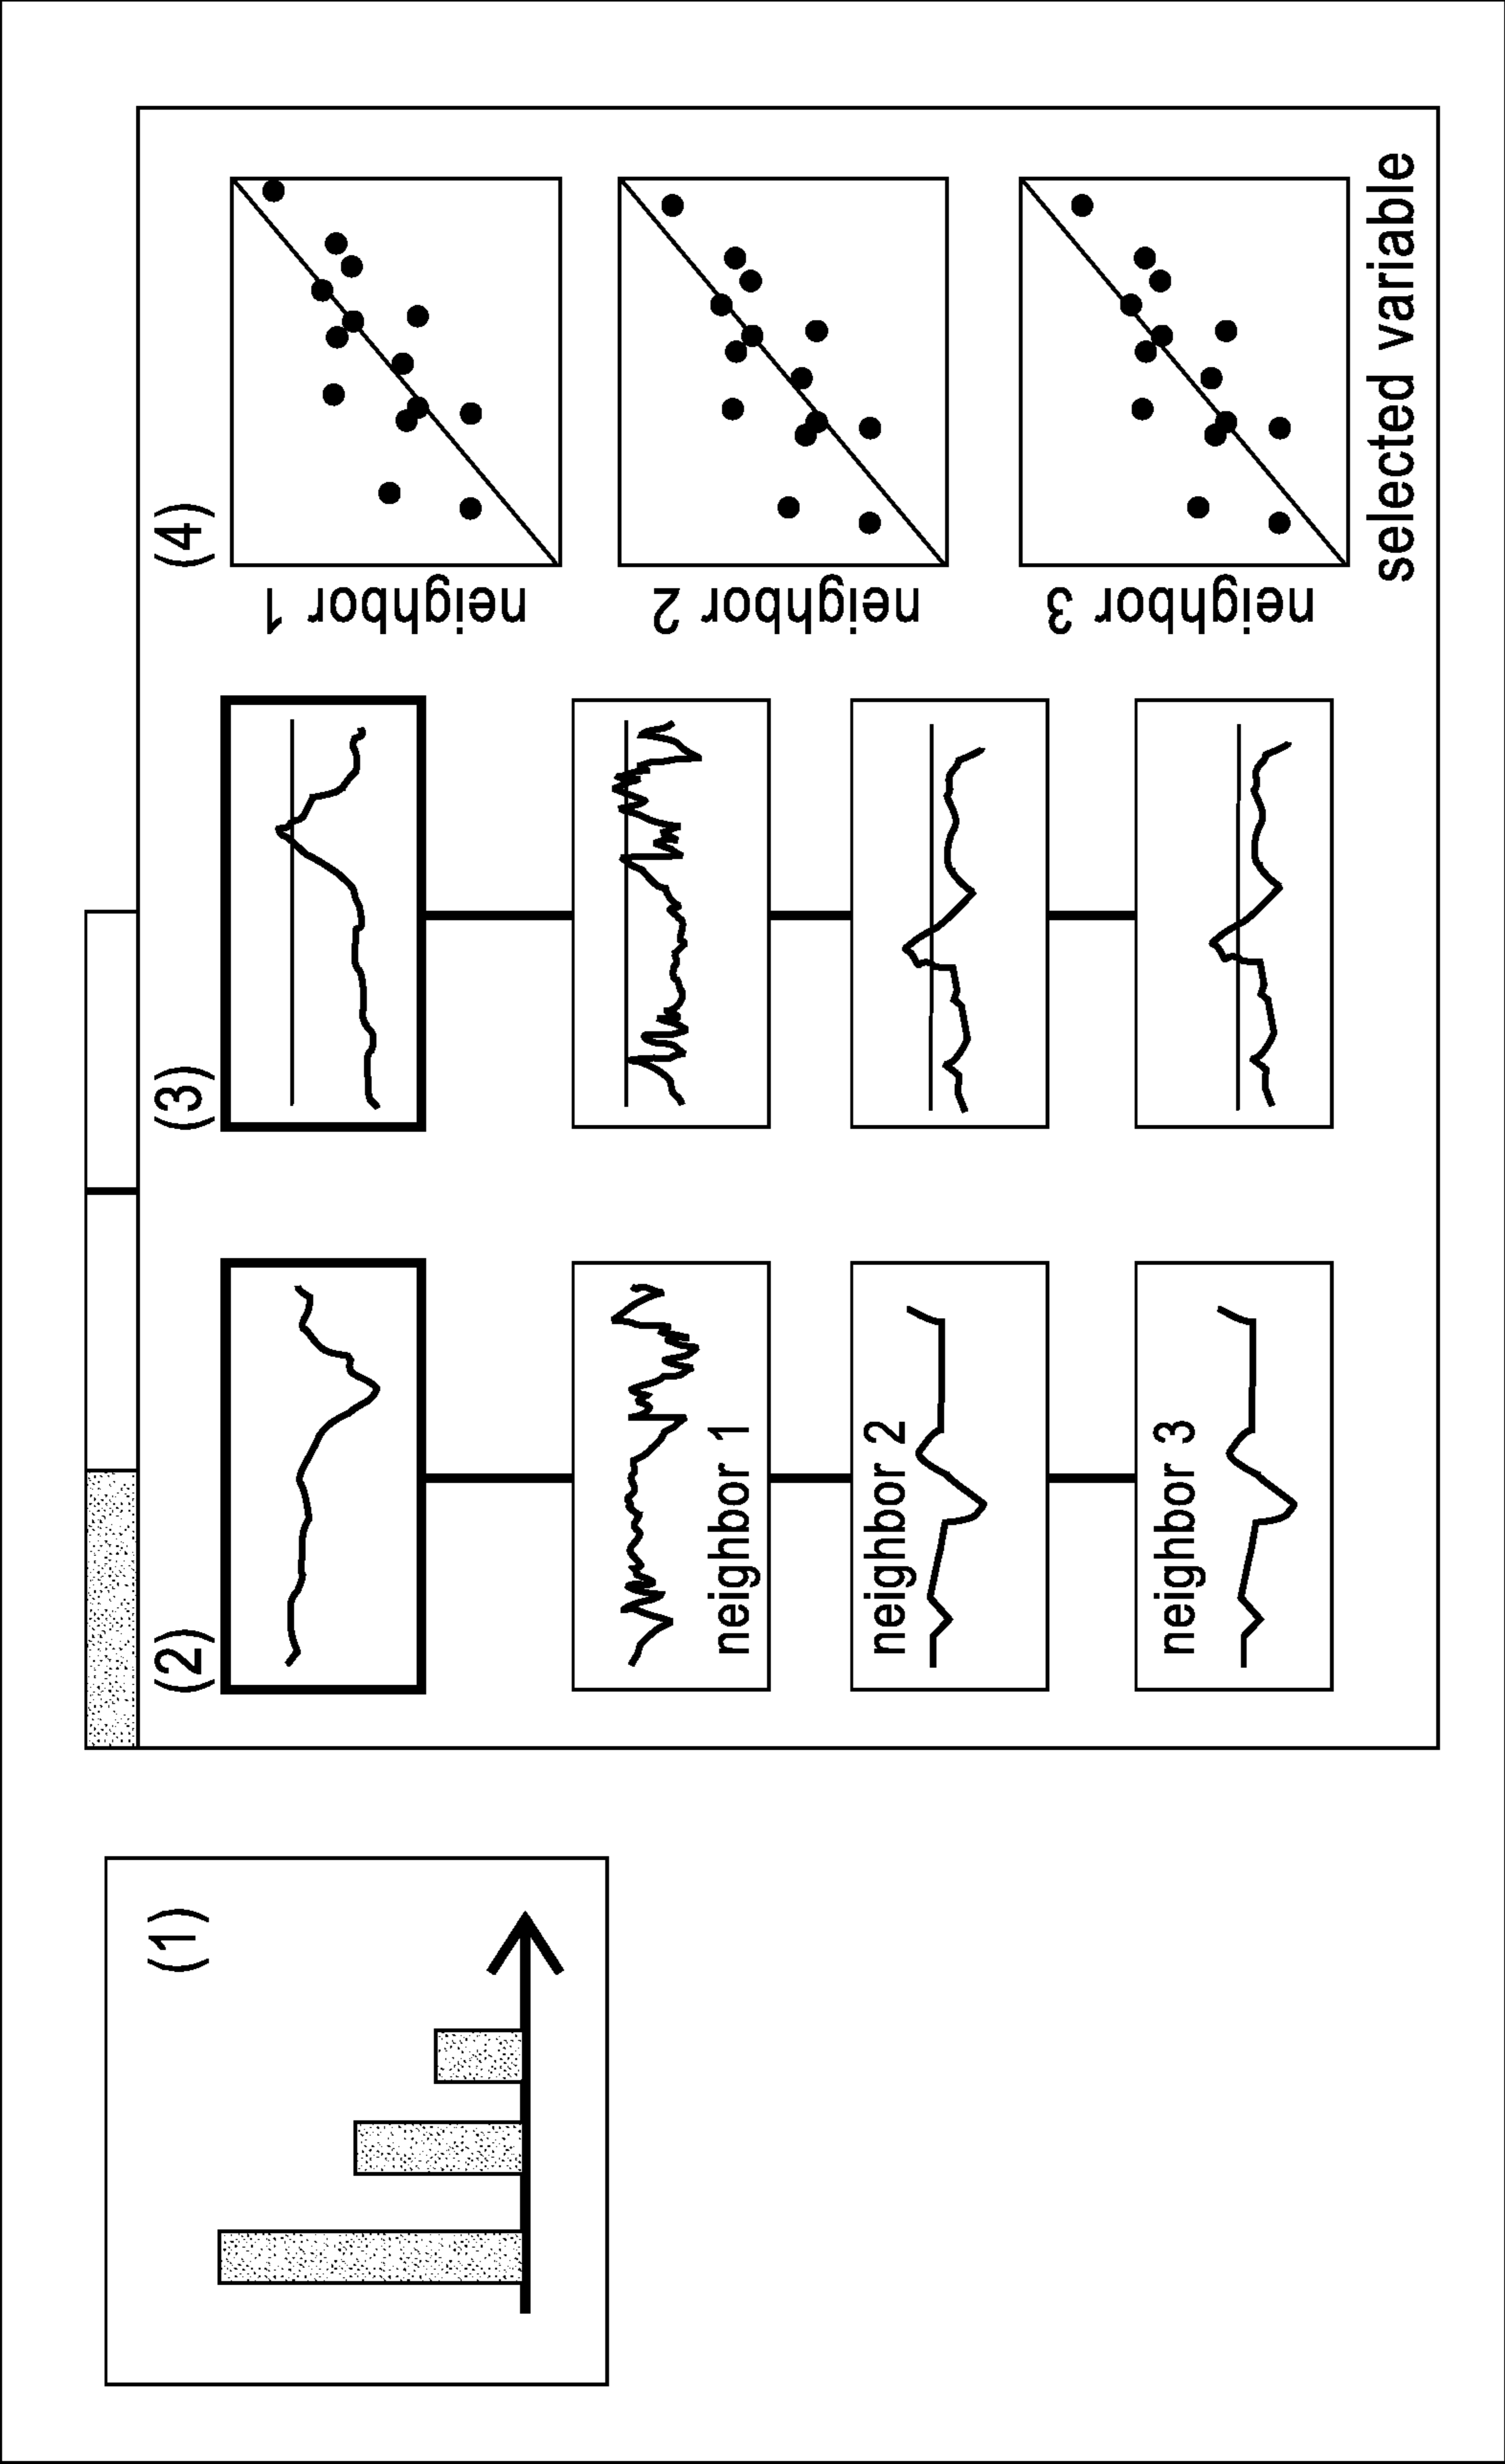 (1)
(2)
(3)
(4)
neighbor 1
neighbor 2
neighbor 3
neighbor 1
neighbor 2
neighbor 3
selected variable